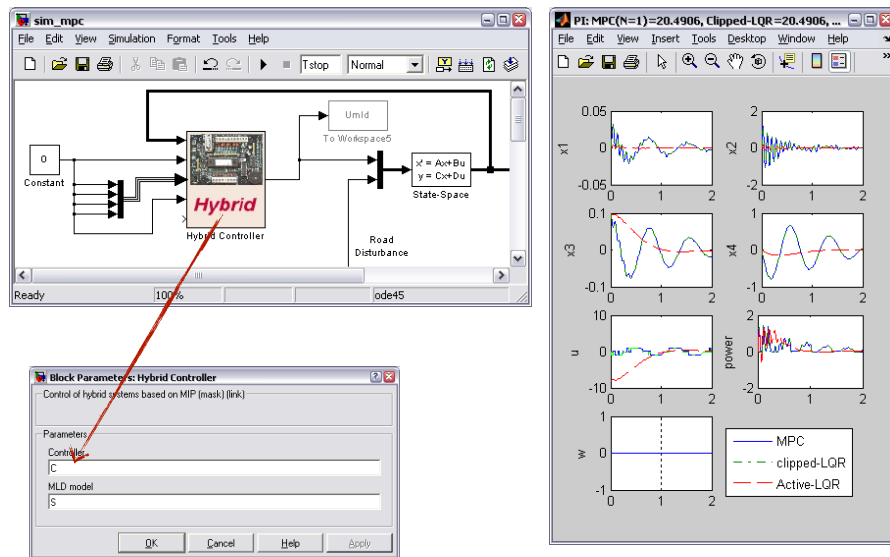 sim_mpc
File Edit View Simulation Format Tools Help
Tstop Normal
0
Constant
Hybrid
Hybrid Controller
UmId
To Workspace5
x' = Ax+Bu
y = Cx+Du
State-Space
Road
Disturbance
Ready 100% ode45
Block Parameters: Hybrid Controller
Control of hybrid systems based on MIP (mask) (link)
Parameters
Controller
C
MLD model
S
OK Cancel Help Apply
PI: MPC(N=1)=20.4906, Clipped-LQR=20.4906, ...
File Edit View Insert Tools Desktop Window Help
x1
0.05
0
-0.05
0 1 2
x2
2
0
-2
0 1 2
x3
0.1
0
-0.1
0 1 2
x4
1
0
-1
0 1 2
u
10
0
-10
0 1 2
power
2
0
-2
0 1 2
w
1
0
-1
0 1 2
MPC
clipped-LQR
Active-LQR